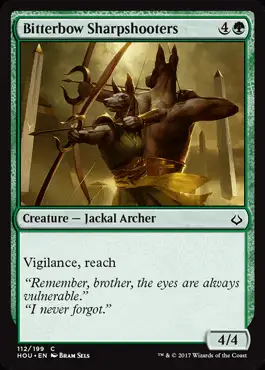 Bitterbow Sharpshooters 4
Creature — Jackal Archer
Vigilance, reach
“Remember, brother, the eyes are always
vulnerable.”
“I never forgot.”
4/4
112/199 C
HOU • EN Bram Sels
™ & © 2017 Wizards of the Coast